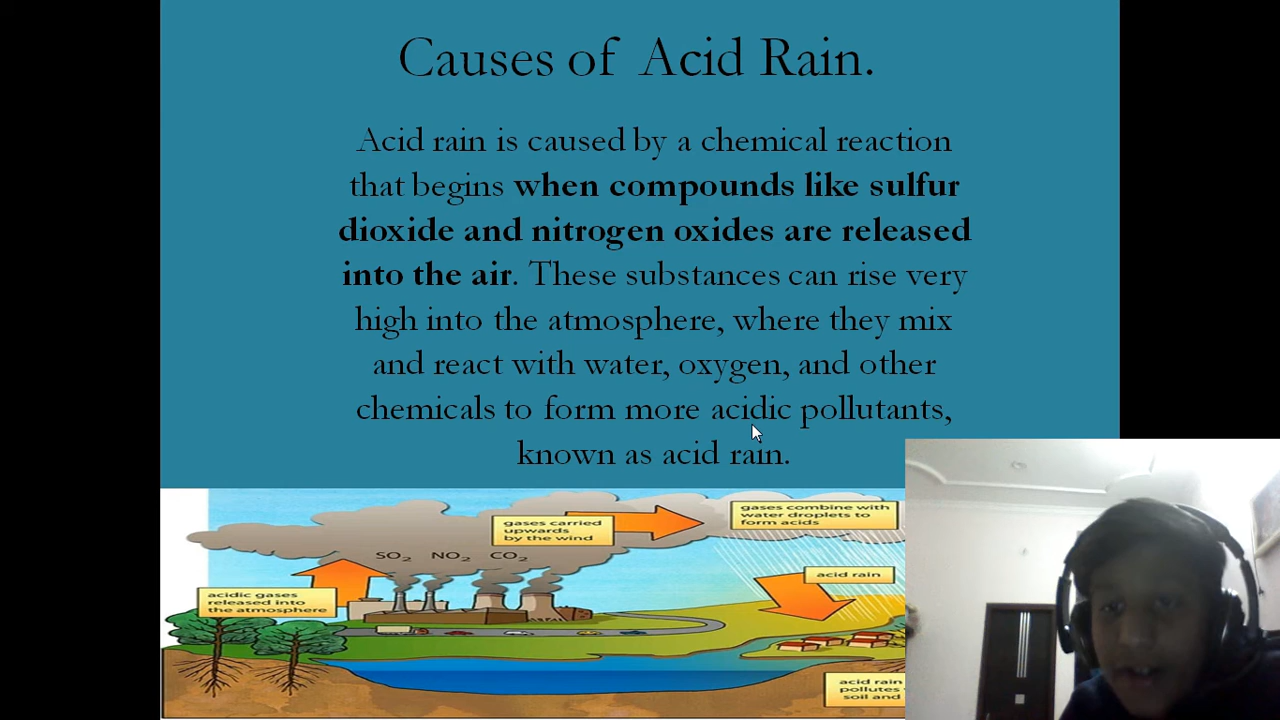 Causes of Acid Rain.
Acid rain is caused by a chemical reaction
that begins when compounds like sulfur
dioxide and nitrogen oxides are released
into the air. These substances can rise very
high into the atmosphere, where they mix
and react with water, oxygen, and other
chemicals to form more acidic pollutants,
known as acid rain.
gases carried
upwards
by the wind
gases combine with
water droplets to
form acids
SO2 NO2 CO2
acid rain
acidic gases
released into
the atmosphere
acid rain
pollutes
soil and